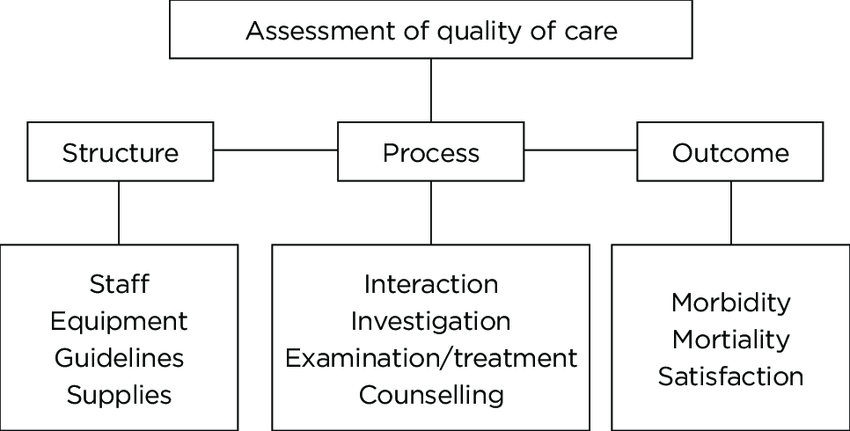 Assessment of quality of care
Structure
Process
Outcome
Staff
Equipment
Guidelines
Supplies
Interaction
Investigation
Examination/treatment
Counselling
Morbidity
Mortiality
Satisfaction